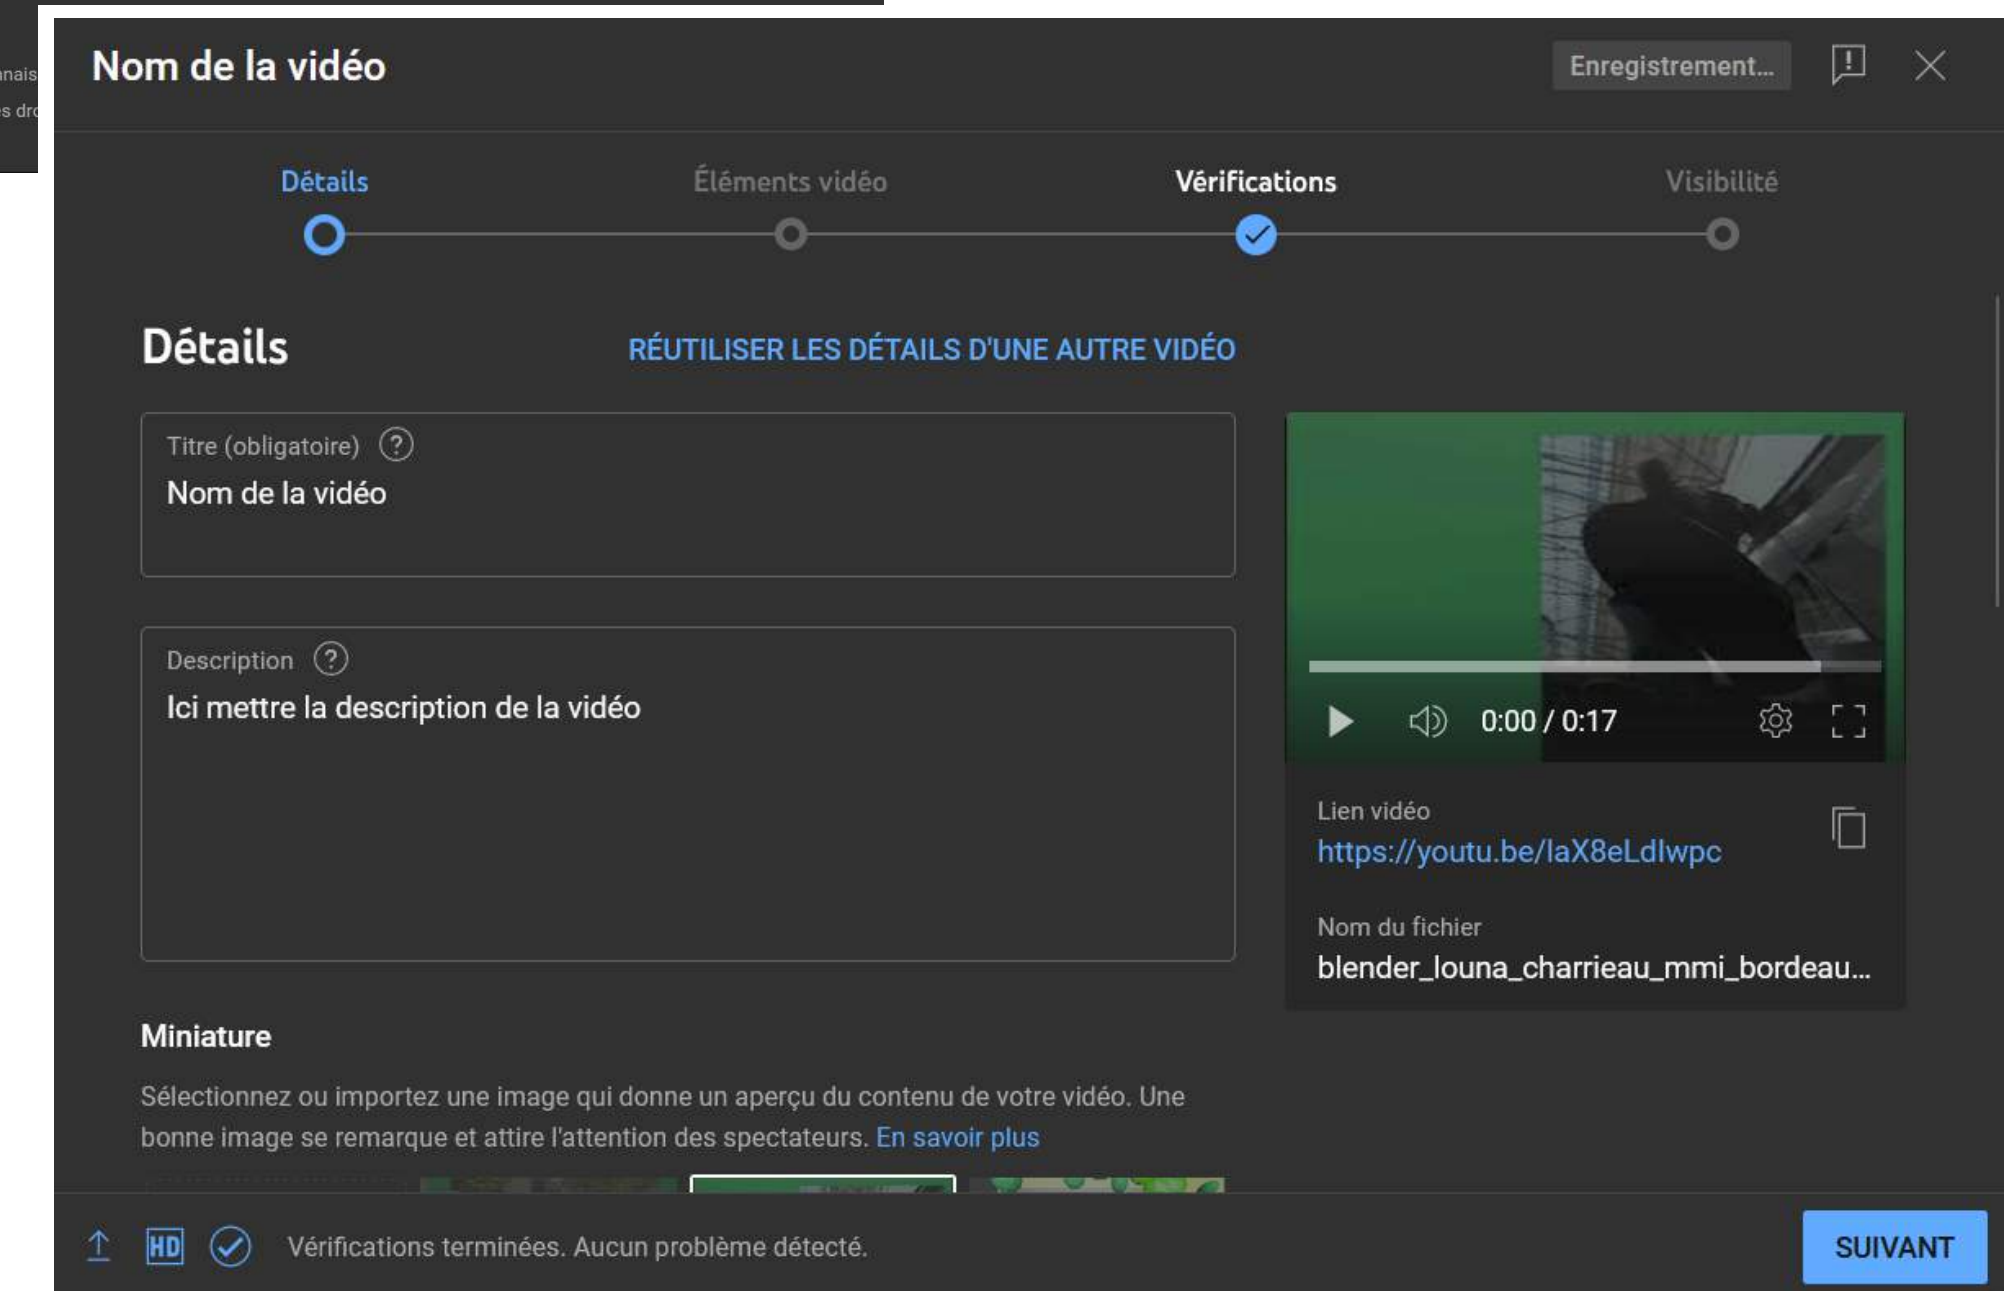 Nom de la vidéo
Enregistrement...
Détails
Éléments vidéo
Vérifications
Visibilité
Détails
RÉUTILISER LES DÉTAILS D'UNE AUTRE VIDÉO
Titre (obligatoire) ?
Nom de la vidéo
Description ?
Ici mettre la description de la vidéo
0:00 / 0:17
Lien vidéo
https://youtu.be/IaX8eLdIwpc
Nom du fichier
blender_louna_charrieau_mmi_bordeau...
Miniature
Sélectionnez ou importez une image qui donne un aperçu du contenu de votre vidéo. Une
bonne image se remarque et attire l'attention des spectateurs. En savoir plus
HD
Vérifications terminées. Aucun problème détecté.
SUIVANT